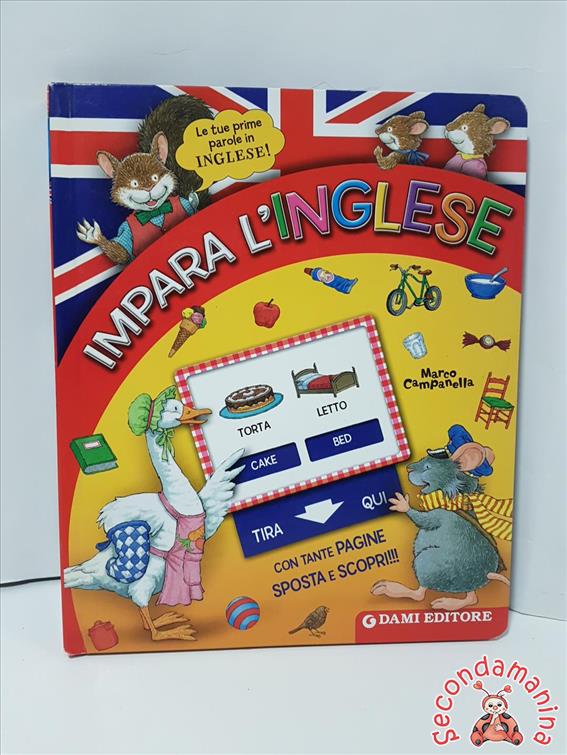 Le tue prime
parole in
INGLESE!
IMPARA L'INGLESE
Marco
Campanella
TORTA
LETTO
CAKE
BED
TIRA
QUI
CON TANTE PAGINE
SPOSTA E SCOPRI!!!
G DAMI EDITORE
Secondamanina